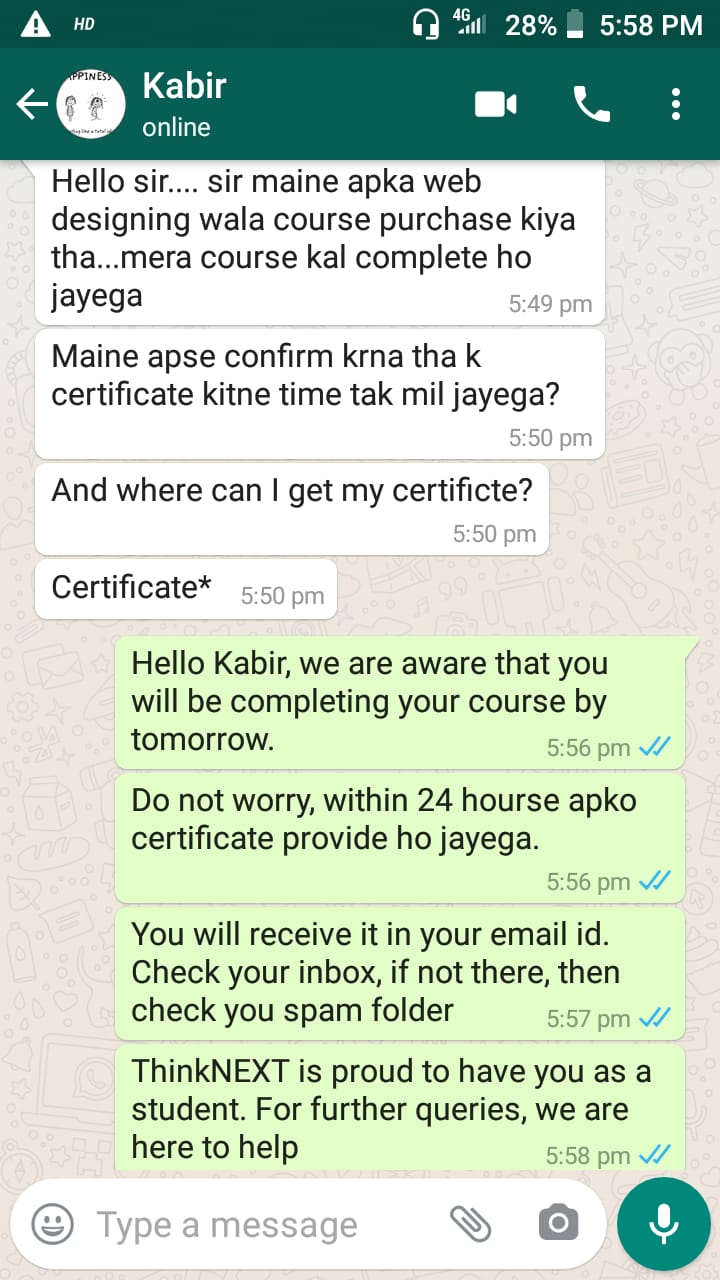 HD 4G 28% 5:58 PM
PPINESS
Kabir
online
Hello sir.... sir maine apka web
designing wala course purchase kiya
tha...mera course kal complete ho
jayega
5:49 pm
Maine apse confirm krna tha k
certificate kitne time tak mil jayega?
5:50 pm
And where can I get my certificte?
5:50 pm
Certificate*
5:50 pm
Hello Kabir, we are aware that you
will be completing your course by
tomorrow.
5:56 pm
Do not worry, within 24 hourse apko
certificate provide ho jayega.
5:56 pm
You will receive it in your email id.
Check your inbox, if not there, then
check you spam folder
5:57 pm
ThinkNEXT is proud to have you as a
student. For further queries, we are
here to help
5:58 pm
Type a message